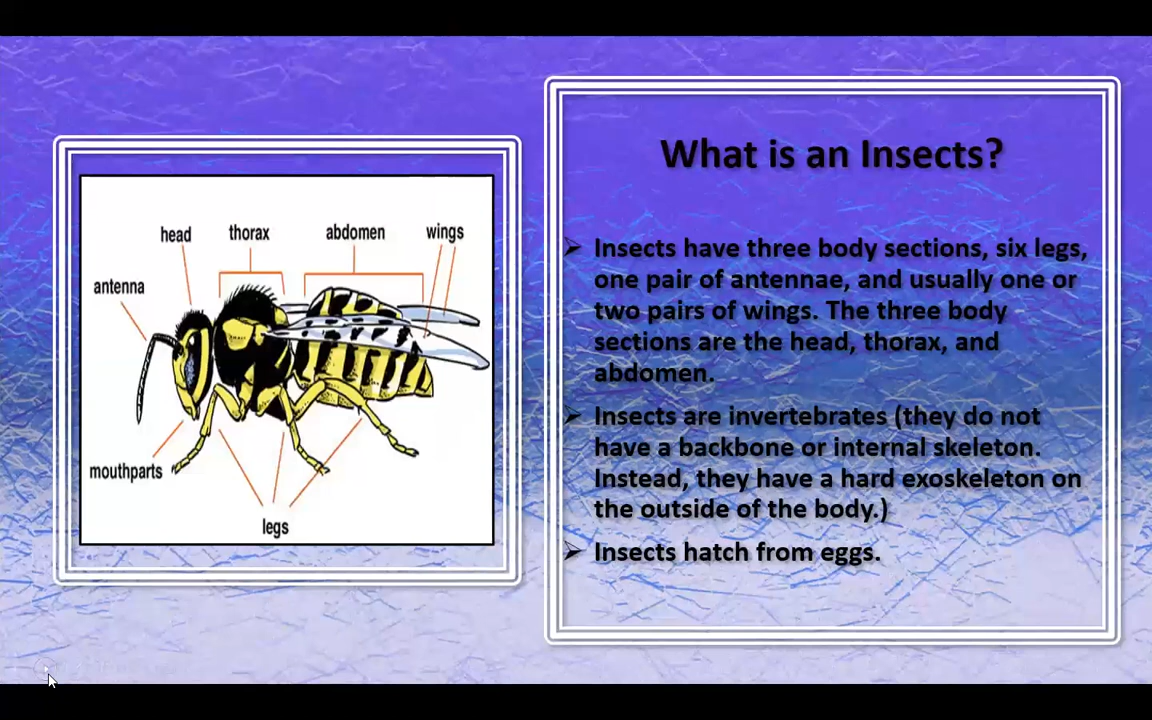 What is an Insects?
head
thorax
abdomen
wings
antenna
mouthparts
legs
➢ Insects have three body sections, six legs,
one pair of antennae, and usually one or
two pairs of wings. The three body
sections are the head, thorax, and
abdomen.
➢ Insects are invertebrates (they do not
have a backbone or internal skeleton.
Instead, they have a hard exoskeleton on
the outside of the body.)
➢ Insects hatch from eggs.